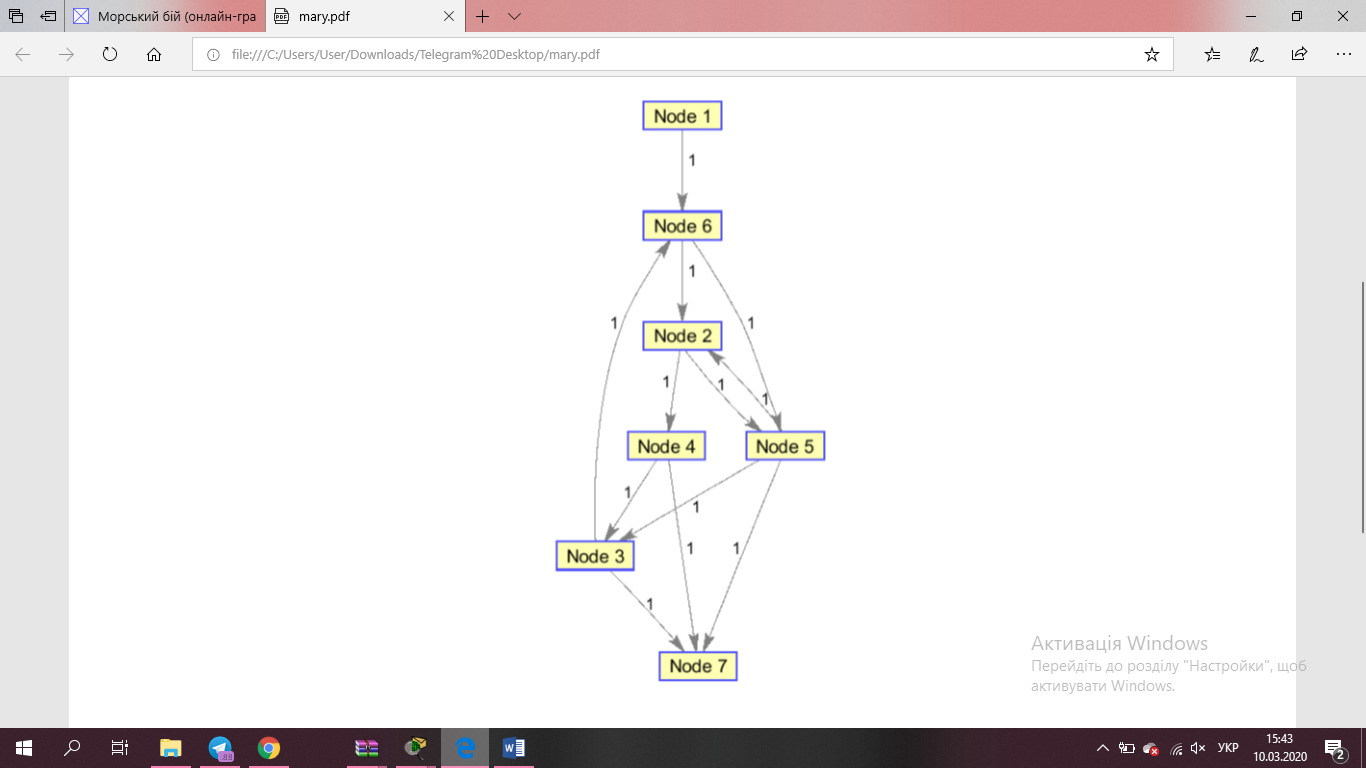 Морський бій (онлайн-гра
mary.pdf
file:///C:/Users/User/Downloads/Telegram%20Desktop/mary.pdf
Node 1
1
Node 6
1
1
1
Node 2
1
1
1
Node 4
Node 5
1
1
1
1
Node 3
1
Node 7
Активація Windows
Перейдіть до розділу "Настройки", щоб
активувати Windows.
.88
УКР
15:43
10.03.2020
2